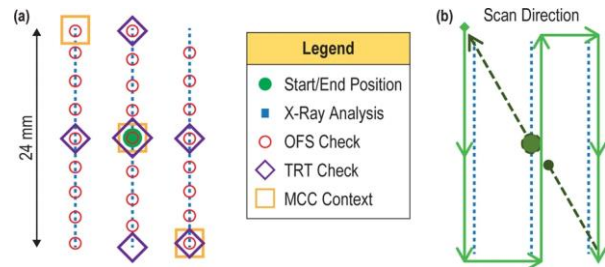 (a)
24 mm
Legend
Start/End Position
X-Ray Analysis
OFS Check
TRT Check
MCC Context
(b)
Scan Direction